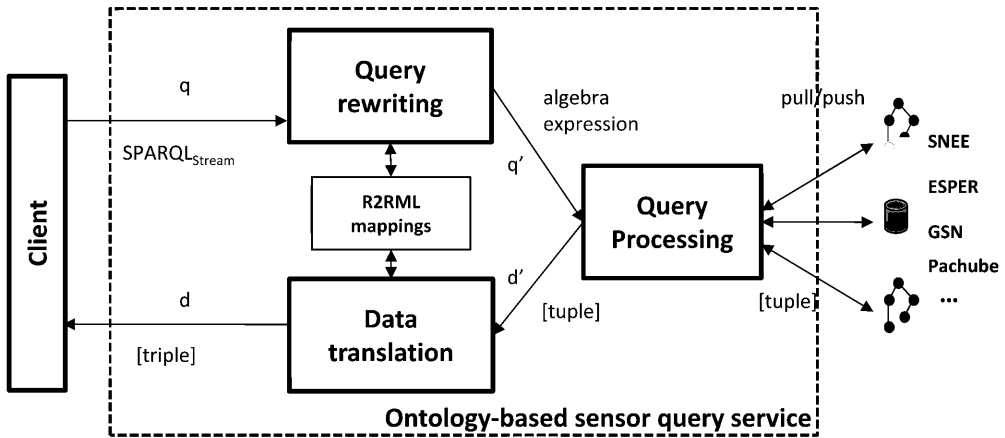 Client
q
SPARQLStream
Query
rewriting
R2RML
mappings
Data
translation
d
[triple]
algebra
expression
q’
Query
Processing
d’
[tuple]
pull/push
[tuple]
SNEE
ESPER
GSN
Pachube
...
Ontology-based sensor query service